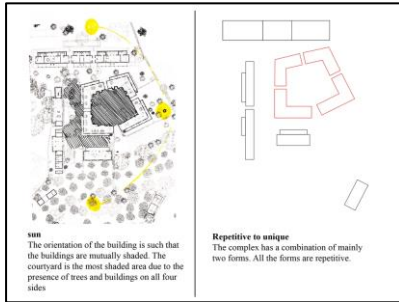 sun
The orientation of the building is such that
the buildings are mutually shaded. The
courtyard is the most shaded area due to the
presence of trees and buildings on all four
sides
Repetitive to unique
The complex has a combination of mainly
two forms. All the forms are repetitive.